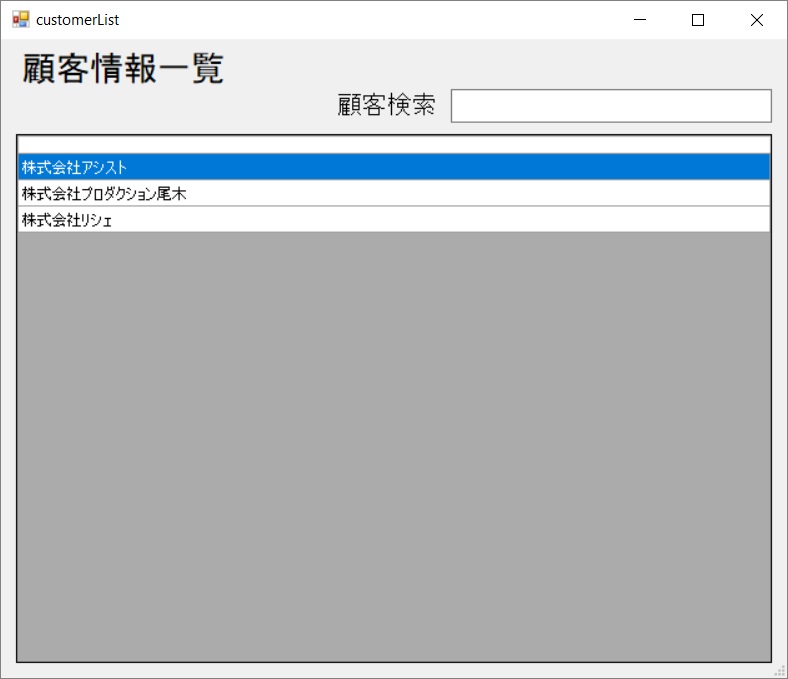 customerList
顧客情報一覧
顧客検索
株式会社アシスト
株式会社プロダクション尾木
株式会社リシェ